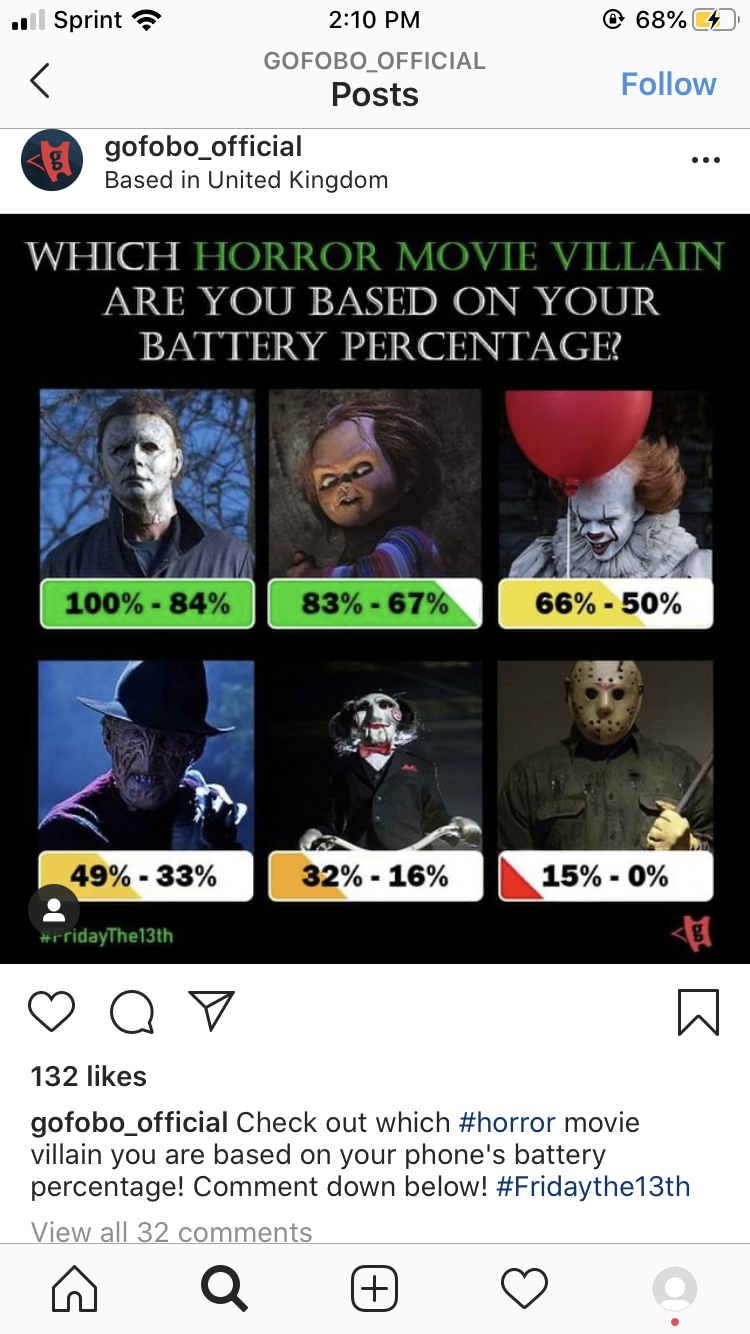 Sprint 2:10 PM 68%
GOFOBO_OFFICIAL
Posts
Follow
g
gofobo_official
Based in United Kingdom
WHICH HORROR MOVIE VILLAIN
ARE YOU BASED ON YOUR
BATTERY PERCENTAGE?
100% - 84% 83% - 67% 66% - 50%
49% - 33% 32% - 16% 15% - 0%
#FridayThe13th
g
132 likes
gofobo_official Check out which #horror movie
villain you are based on your phone's battery
percentage! Comment down below! #Fridaythe13th
View all 32 comments